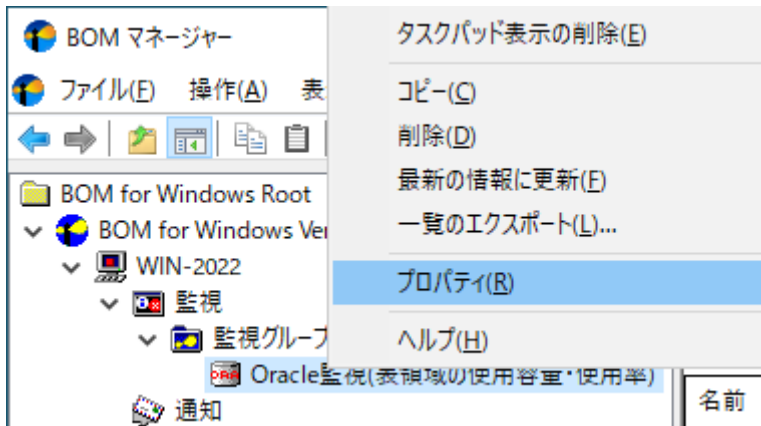 BOM マネージャー
ファイル(F) 操作(A) 表
BOM for Windows Root
BOM for Windows Ver
WIN-2022
監視
監視グループ
Oracle監視(表領域の使用容量・使用率)
通知
タスクパッド表示の削除(E)
コピー(C)
削除(D)
最新の情報に更新(F)
一覧のエクスポート(L)...
プロパティ(R)
ヘルプ(H)
名前